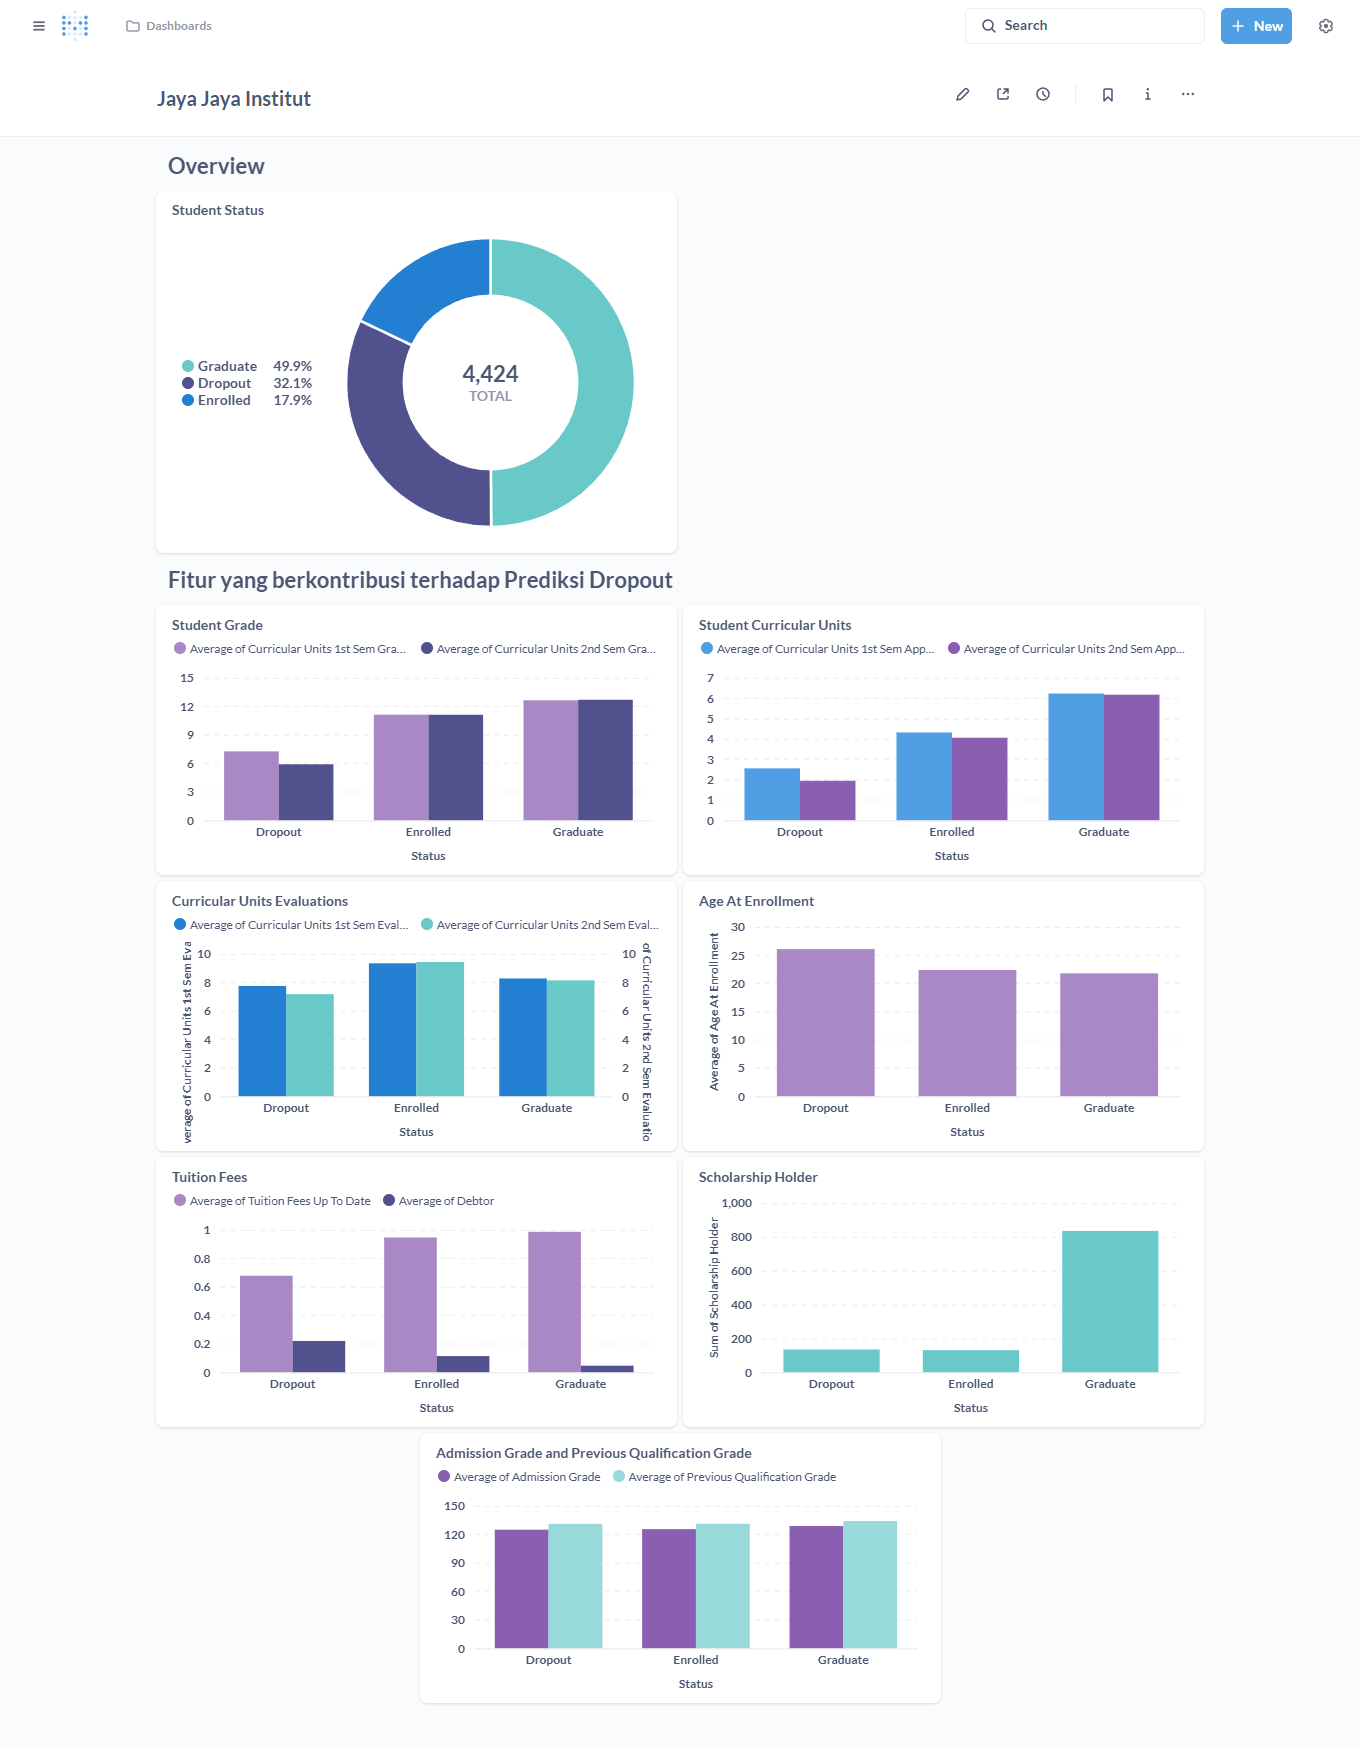 Dashboards
Search
New
Jaya Jaya Institut
Overview
Student Status
Graduate 49.9%
Dropout 32.1%
Enrolled 17.9%
4,424
TOTAL
Fitur yang berkontribusi terhadap Prediksi Dropout
Student Grade
Average of Curricular Units 1st Sem Gra... Average of Curricular Units 2nd Sem Gra...
15
12
9
6
3
0
Dropout Enrolled Graduate
Status
Student Curricular Units
Average of Curricular Units 1st Sem App... Average of Curricular Units 2nd Sem App...
7
6
5
4
3
2
1
0
Dropout Enrolled Graduate
Status
Curricular Units Evaluations
Average of Curricular Units 1st Sem Eval... Average of Curricular Units 2nd Sem Eval...
verage of Curricular Units 1st Sem Eva
10
8
6
4
2
0
10
8
6
4
2
0
of Curricular Units 2nd Sem Evaluatio
Dropout Enrolled Graduate
Status
Age At Enrollment
Average of Age At Enrollment
30
25
20
15
10
5
0
Dropout Enrolled Graduate
Status
Tuition Fees
Average of Tuition Fees Up To Date Average of Debtor
1
0.8
0.6
0.4
0.2
0
Dropout Enrolled Graduate
Status
Scholarship Holder
Sum of Scholarship Holder
1,000
800
600
400
200
0
Dropout Enrolled Graduate
Status
Admission Grade and Previous Qualification Grade
Average of Admission Grade Average of Previous Qualification Grade
150
120
90
60
30
0
Dropout Enrolled Graduate
Status